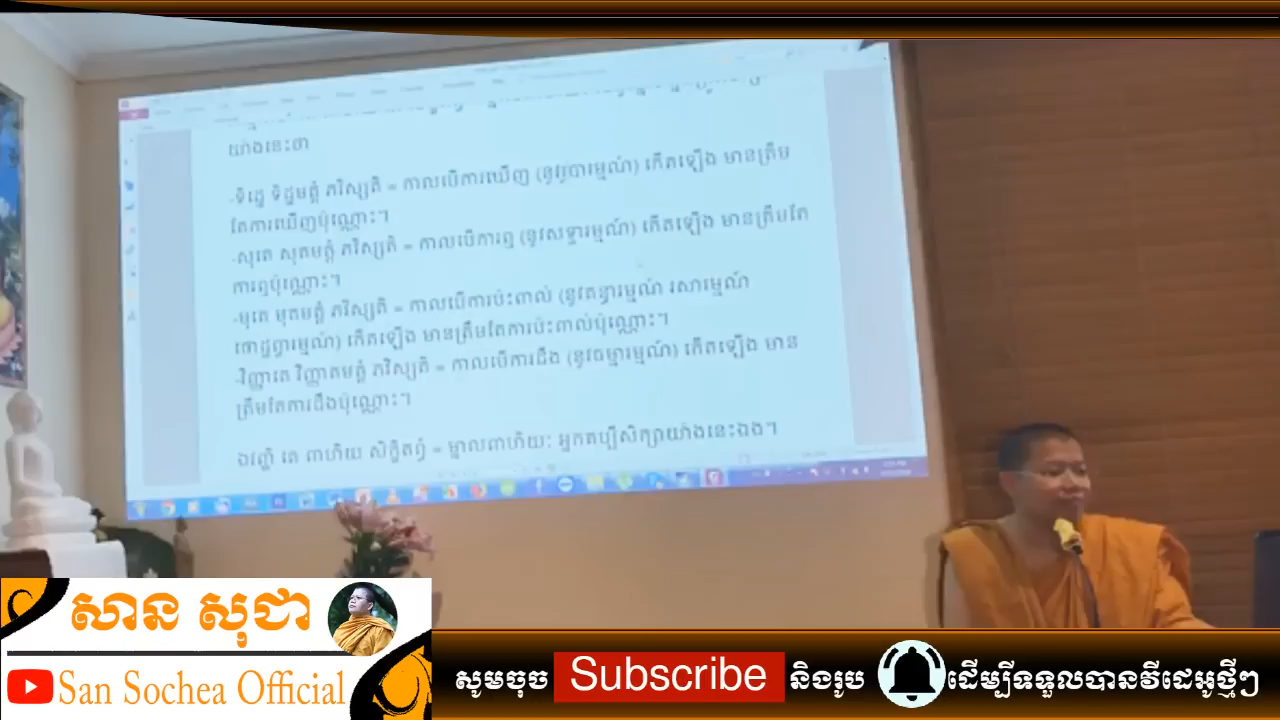 យ៉ាងនេះថា
-ទិដ្ឋេ ទិដ្ឋមត្តំ ភវិស្សតិ = កាលបើការឃើញ (នូវរូបារម្មណ៍) កើតឡើង មានត្រឹម
តែការឃើញប៉ុណ្ណោះ។
-សុតេ សុតមត្តំ ភវិស្សតិ = កាលបើការឮ (នូវសទ្ទារម្មណ៍) កើតឡើង មានត្រឹមតែ
ការឮប៉ុណ្ណោះ។
-មុតេ មុតមត្តំ ភវិស្សតិ = កាលបើការប៉ះពាល់ (នូវគន្ធារម្មណ៍ រសារម្មណ៍
ផោដ្ឋព្វារម្មណ៍) កើតឡើង មានត្រឹមតែការប៉ះពាល់ប៉ុណ្ណោះ។
-វិញ្ញាតេ វិញ្ញាតមត្តំ ភវិស្សតិ = កាលបើការដឹង (នូវធម្មារម្មណ៍) កើតឡើង មាន
ត្រឹមតែការដឹងប៉ុណ្ណោះ។
ឯវញ្ហិ តេ ពាហិយ សិក្ខិតព្វំ = ម្នាលពាហិយៈ អ្នកគប្បីសិក្សាយ៉ាងនេះឯង។
សាន សុជា
San Sochea Official
សូមចុច Subscribe និងរូប ដើម្បីទទួលបានវីដេអូថ្មីៗ